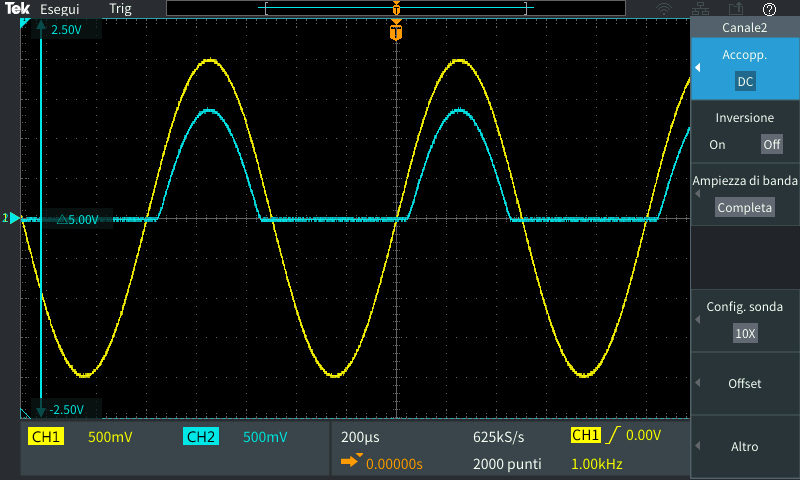 Tek Esegui Trig T ?
T
2.50V
△5.00V
-2.50V
Canale2
Accopp.
DC
Inversione
On Off
Ampiezza di banda
Completa
Config. sonda
10X
Offset
Altro
CH1 500mV CH2 500mV 200µs 625kS/s CH1 0.00V
0.00000s 2000 punti 1.00kHz